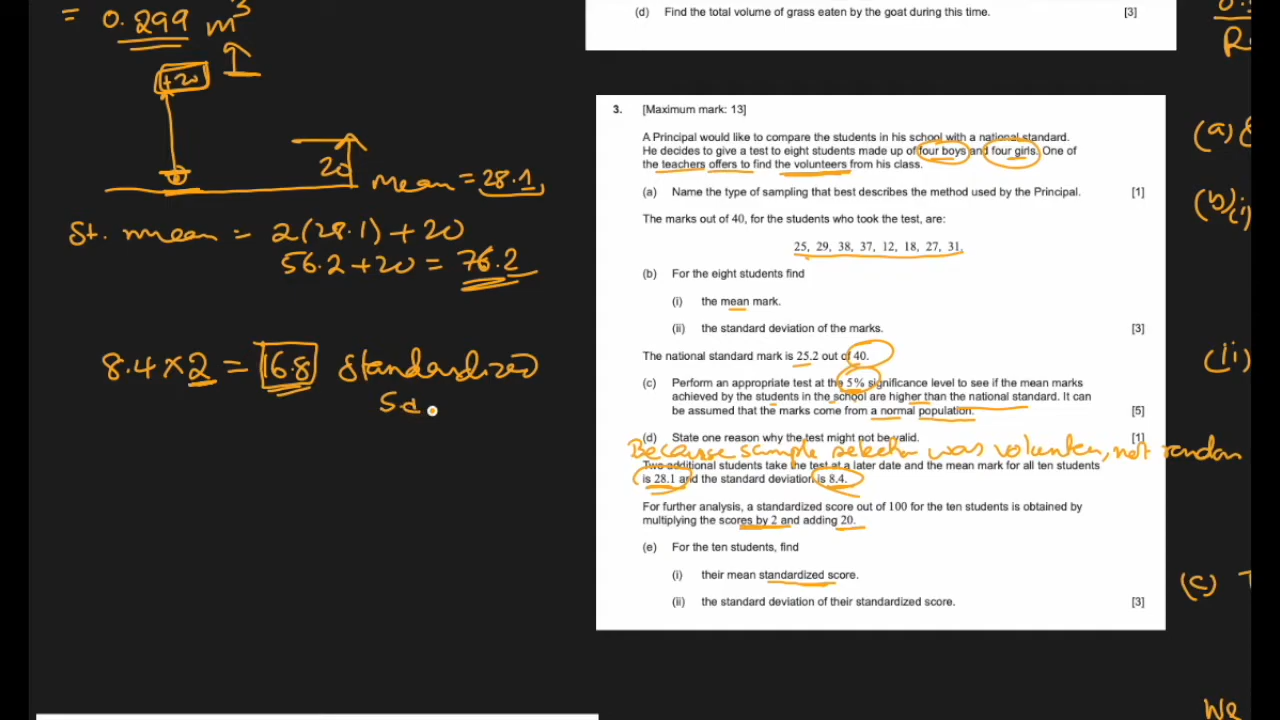 = 0.299 m³
+20
20
mean = 28.1
St. mean = 2(28.1) + 20
56.2 + 20 = 76.2
8.4 × 2 = 16.8 standardized
sd
(d) Find the total volume of grass eaten by the goat during this time. [3]
3. [Maximum mark: 13]
A Principal would like to compare the students in his school with a national standard.
He decides to give a test to eight students made up of four boys and four girls. One of
the teachers offers to find the volunteers from his class.
(a) Name the type of sampling that best describes the method used by the Principal. [1]
The marks out of 40, for the students who took the test, are:
25, 29, 38, 37, 12, 18, 27, 31.
(b) For the eight students find
(i) the mean mark.
(ii) the standard deviation of the marks. [3]
The national standard mark is 25.2 out of 40.
(c) Perform an appropriate test at the 5% significance level to see if the mean marks
achieved by the students in the school are higher than the national standard. It can
be assumed that the marks come from a normal population. [5]
(d) State one reason why the test might not be valid. [1]
Because sample selection was volunteer, not random
Two additional students take the test at a later date and the mean mark for all ten students
is 28.1 and the standard deviation is 8.4.
For further analysis, a standardized score out of 100 for the ten students is obtained by
multiplying the scores by 2 and adding 20.
(e) For the ten students, find
(i) their mean standardized score.
(ii) the standard deviation of their standardized score. [3]
R
(a)
(b)(i)
(ii)
(c)
We